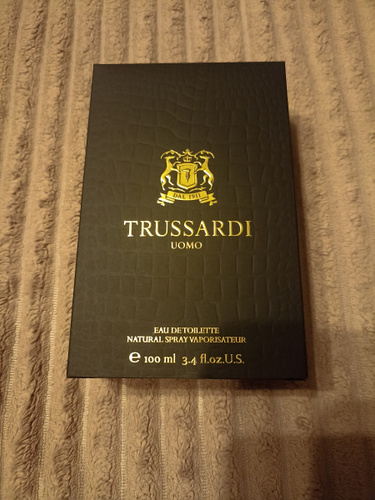 DAL 1911
TRUSSARDI
UOMO
EAU DE TOILETTE
NATURAL SPRAY VAPORISATEUR
℮ 100 ml 3.4 fl.oz.U.S.